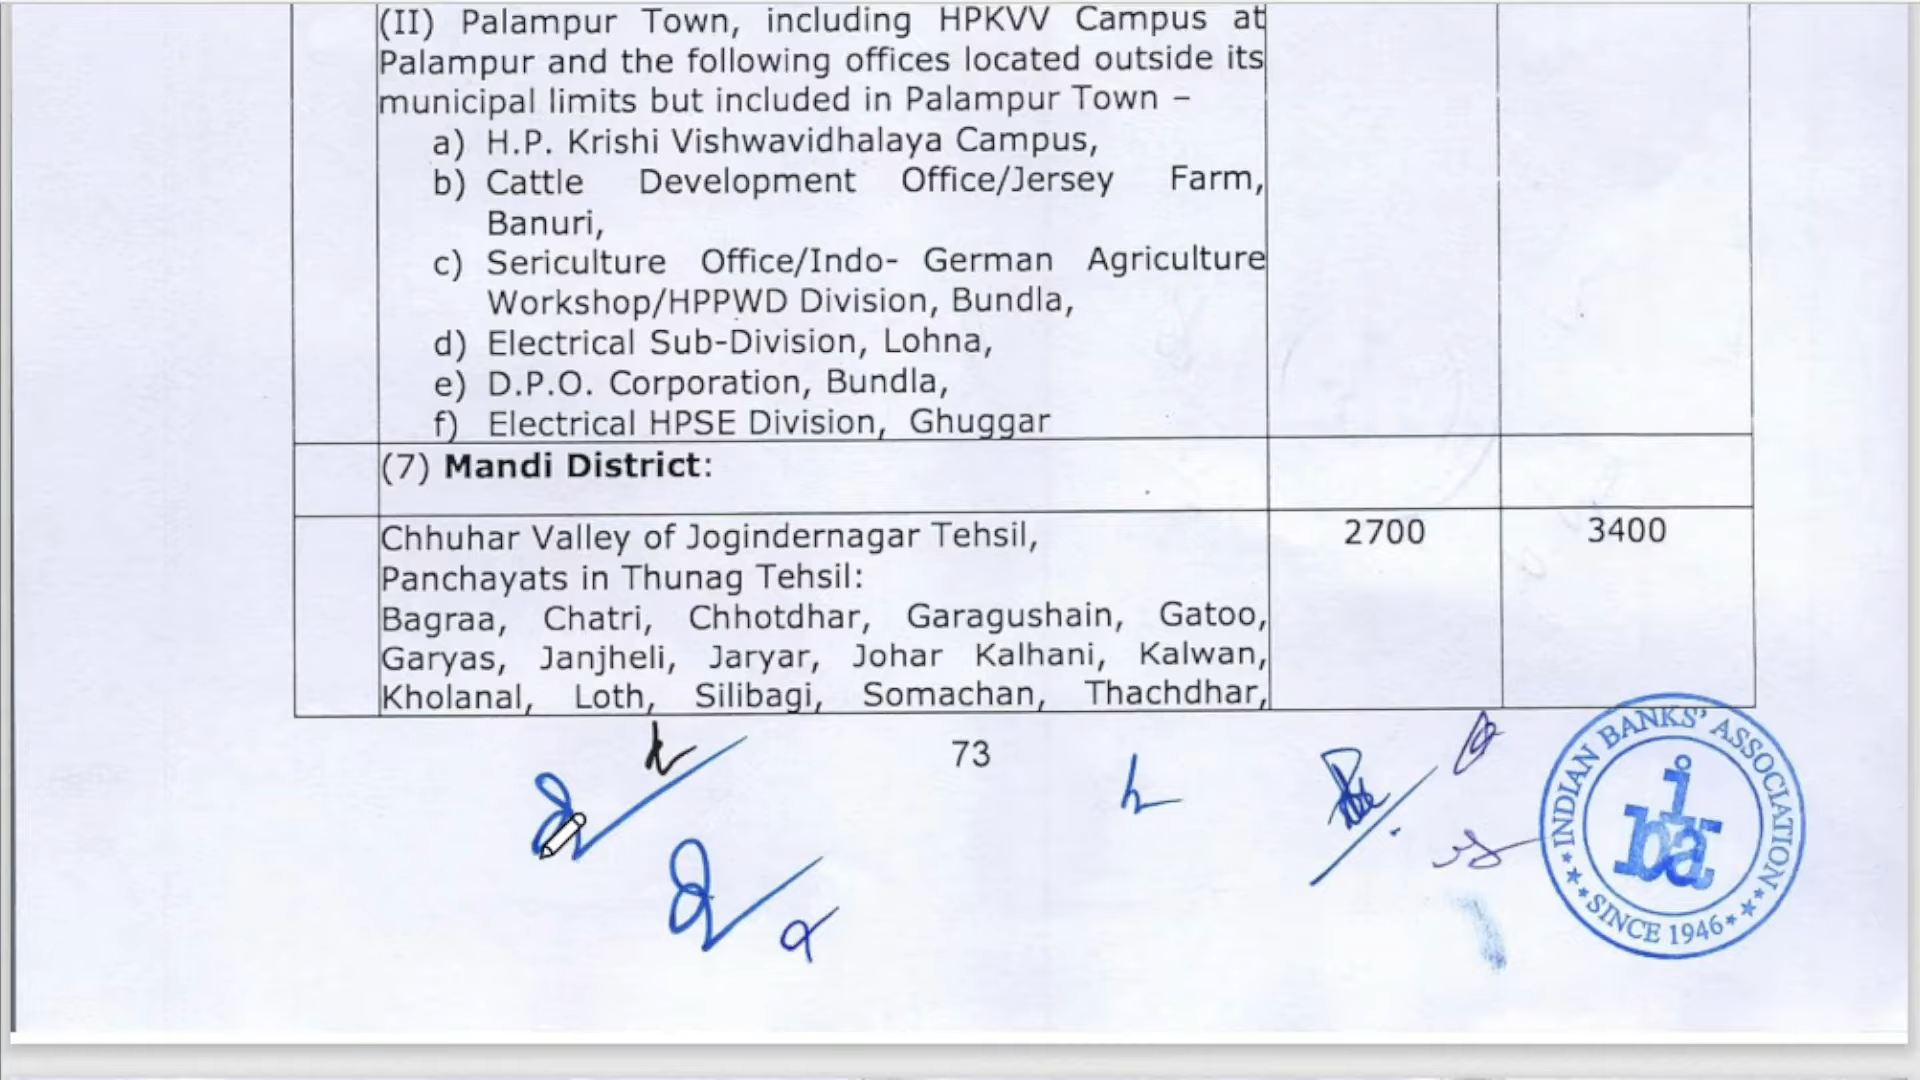 (II) Palampur Town, including HPKVV Campus at
Palampur and the following offices located outside its
municipal limits but included in Palampur Town –
a) H.P. Krishi Vishwavidhalaya Campus,
b) Cattle Development Office/Jersey Farm,
Banuri,
c) Sericulture Office/Indo- German Agriculture
Workshop/HPPWD Division, Bundla,
d) Electrical Sub-Division, Lohna,
e) D.P.O. Corporation, Bundla,
f) Electrical HPSE Division, Ghuggar
(7) Mandi District:
Chhuhar Valley of Jogindernagar Tehsil, 2700 3400
Panchayats in Thunag Tehsil:
Bagraa, Chatri, Chhotdhar, Garagushain, Gatoo,
Garyas, Janjheli, Jaryar, Johar Kalhani, Kalwan,
Kholanal, Loth, Silibagi, Somachan, Thachdhar,
73
INDIAN BANKS' ASSOCIATION
iba
SINCE 1946